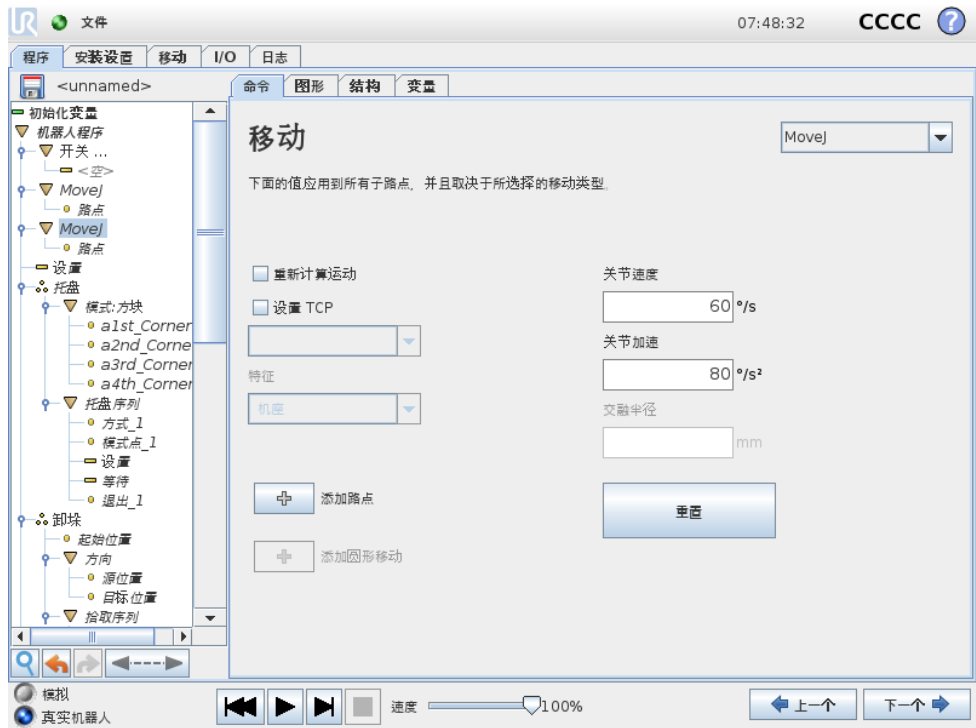 UR 文件 07:48:32 CCCC ?
程序 安装设置 移动 I/O 日志
<unnamed> 命令 图形 结构 变量
初始化变量
机器人程序
开关 ...
<空>
MoveJ
路点
MoveJ
路点
设置
托盘
模式:方块
a1st_Corner
a2nd_Corne
a3rd_Corner
a4th_Corner
托盘序列
方式_1
模式点_1
设置
等待
退出_1
卸垛
起始位置
方向
源位置
目标位置
拾取序列
移动 MoveJ
下面的值应用到所有子路点，并且取决于所选择的移动类型。
重新计算运动
设置 TCP
特征
机座
添加路点
添加圆形移动
关节速度
60 °/s
关节加速
80 °/s²
交融半径
mm
重置
模拟
真实机器人
速度 100%
上一个 下一个